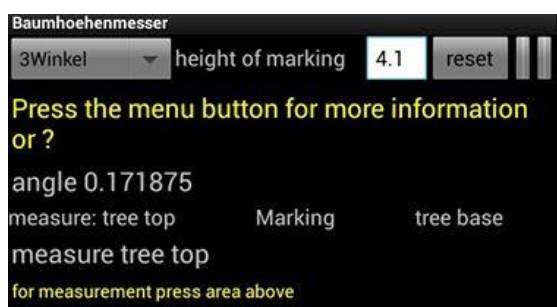 Baumhoehenmesser
3Winkel height of marking 4.1 reset
Press the menu button for more information
or ?
angle 0.171875
measure: tree top Marking tree base
measure tree top
for measurement press area above